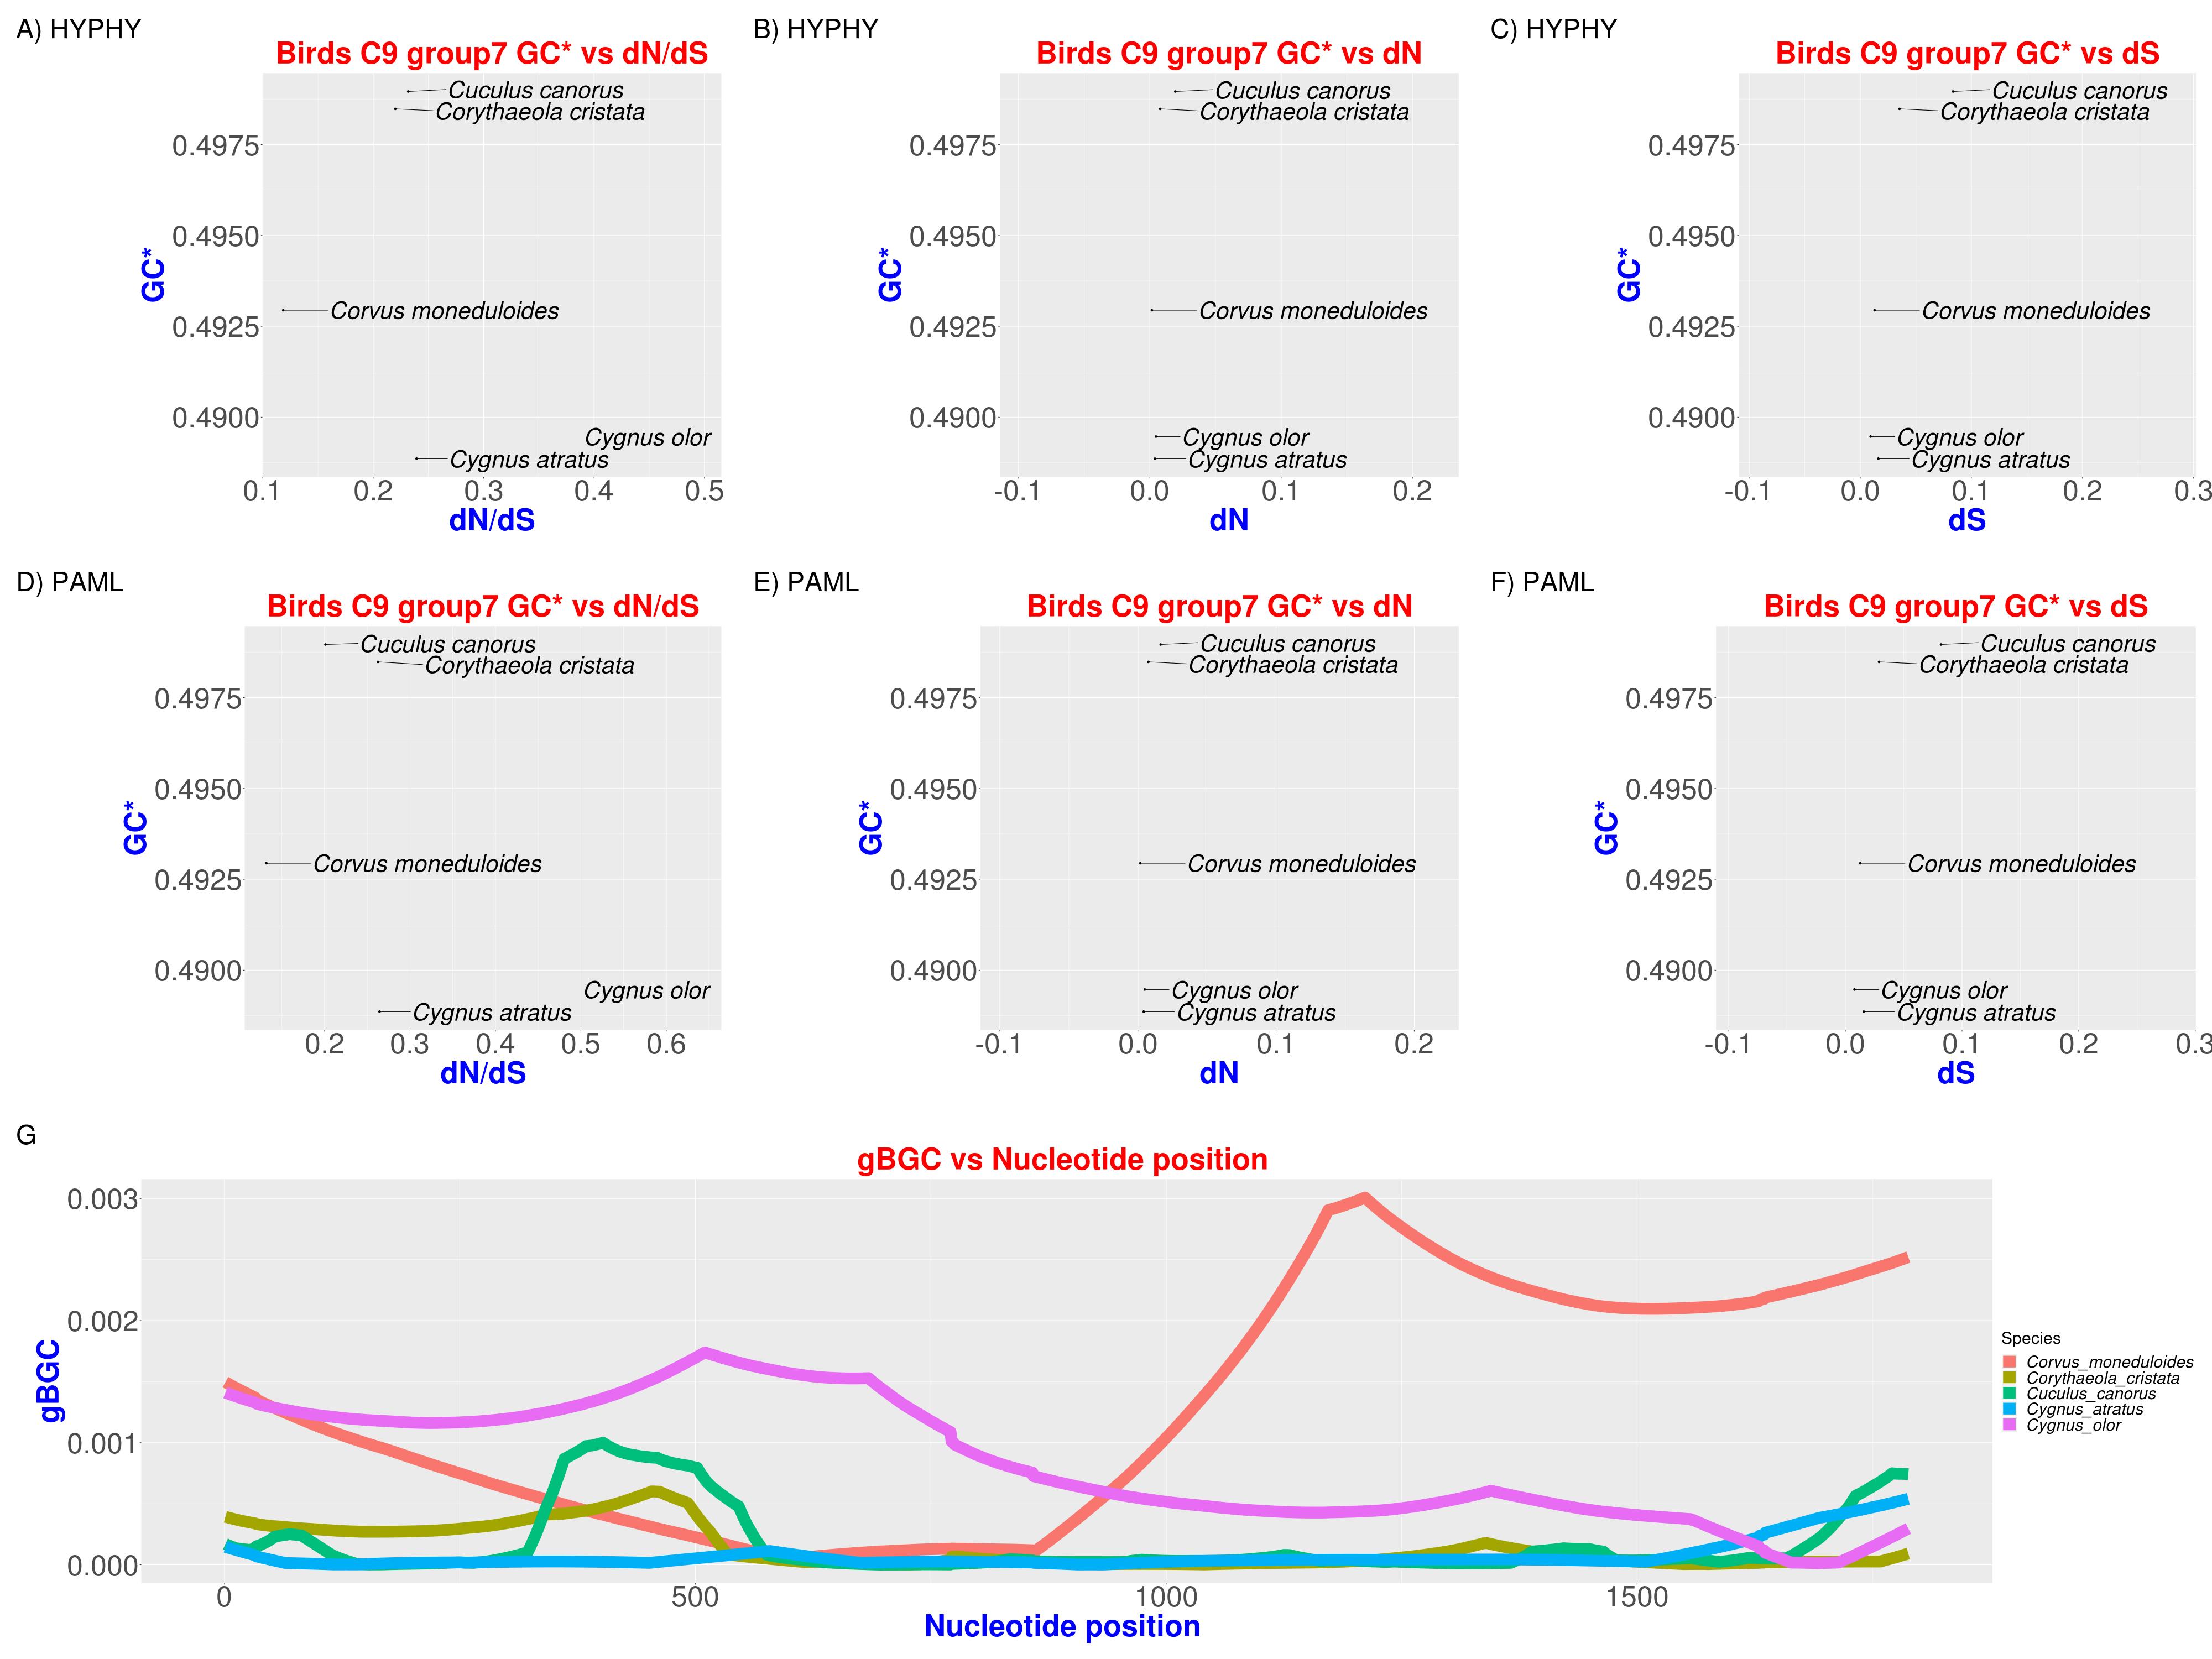 A) HYPHY
Birds C9 group7 GC* vs dN/dS
Cuculus canorus
Corythaeola cristata
0.4975
0.4950
GC*
Corvus moneduloides
0.4925
0.4900
Cygnus olor
Cygnus atratus
0.1 0.2 0.3 0.4 0.5
dN/dS
B) HYPHY
Birds C9 group7 GC* vs dN
Cuculus canorus
Corythaeola cristata
0.4975
0.4950
GC*
Corvus moneduloides
0.4925
0.4900
Cygnus olor
Cygnus atratus
-0.1 0.0 0.1 0.2
dN
C) HYPHY
Birds C9 group7 GC* vs dS
Cuculus canorus
Corythaeola cristata
0.4975
0.4950
GC*
Corvus moneduloides
0.4925
0.4900
Cygnus olor
Cygnus atratus
-0.1 0.0 0.1 0.2 0.3
dS
D) PAML
Birds C9 group7 GC* vs dN/dS
Cuculus canorus
Corythaeola cristata
0.4975
0.4950
GC*
Corvus moneduloides
0.4925
0.4900
Cygnus olor
Cygnus atratus
0.2 0.3 0.4 0.5 0.6
dN/dS
E) PAML
Birds C9 group7 GC* vs dN
Cuculus canorus
Corythaeola cristata
0.4975
0.4950
GC*
Corvus moneduloides
0.4925
0.4900
Cygnus olor
Cygnus atratus
-0.1 0.0 0.1 0.2
dN
F) PAML
Birds C9 group7 GC* vs dS
Cuculus canorus
Corythaeola cristata
0.4975
0.4950
GC*
Corvus moneduloides
0.4925
0.4900
Cygnus olor
Cygnus atratus
-0.1 0.0 0.1 0.2 0.3
dS
G
gBGC vs Nucleotide position
0.003
0.002
gBGC
0.001
0.000
0 500 1000 1500
Nucleotide position
Species
Corvus_moneduloides
Corythaeola_cristata
Cuculus_canorus
Cygnus_atratus
Cygnus_olor